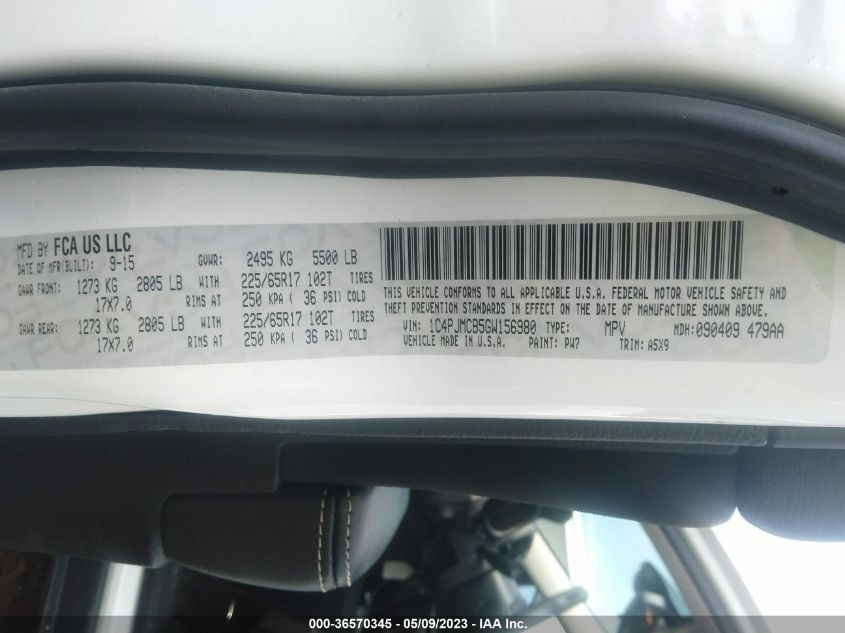 MFD BY FCA US LLC
DATE OF MFR(BUILT): 9-15 GVWR: 2495 KG 5500 LB
GAWR FRONT: 1273 KG 2805 LB WITH 225/65R17 102T TIRES
17X7.0 RIMS AT 250 KPA ( 36 PSI) COLD
GAWR REAR: 1273 KG 2805 LB WITH 225/65R17 102T TIRES
17X7.0 RIMS AT 250 KPA ( 36 PSI) COLD
THIS VEHICLE CONFORMS TO ALL APPLICABLE U.S.A. FEDERAL MOTOR VEHICLE SAFETY AND
THEFT PREVENTION STANDARDS IN EFFECT ON THE DATE OF MANUFACTURE SHOWN ABOVE.
VIN: 1C4PJMCB5GW156980 TYPE: MPV MDH: 090409 479AA
VEHICLE MADE IN U.S.A. PAINT: PW7 TRIM: A5X9
000-36570345 - 05/09/2023 - IAA Inc.